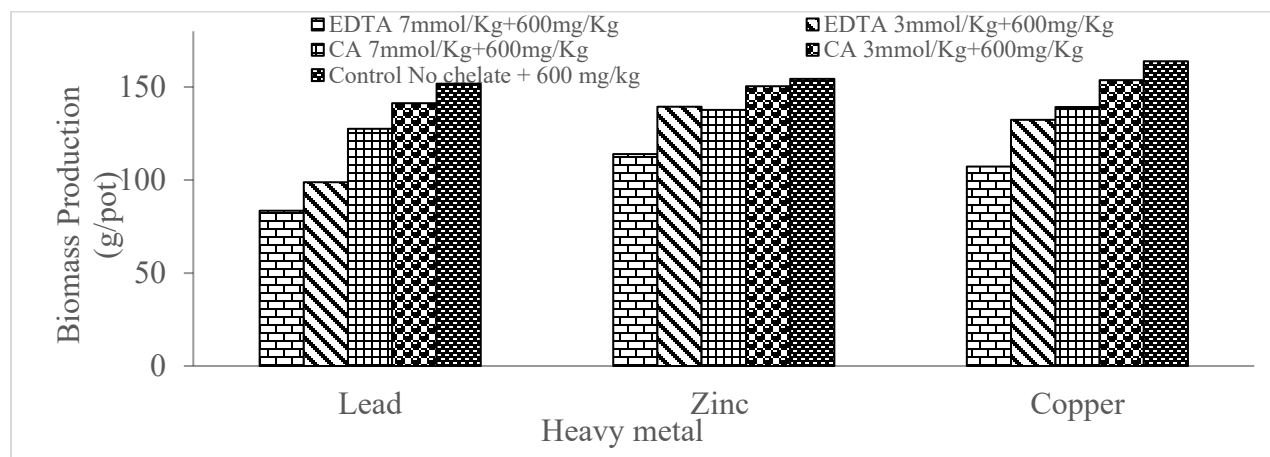 EDTA 7mmol/Kg+600mg/Kg
EDTA 3mmol/Kg+600mg/Kg
CA 7mmol/Kg+600mg/Kg
CA 3mmol/Kg+600mg/Kg
Control No chelate + 600 mg/kg
150
100
50
0
Biomass Production
(g/pot)
Lead
Zinc
Copper
Heavy metal